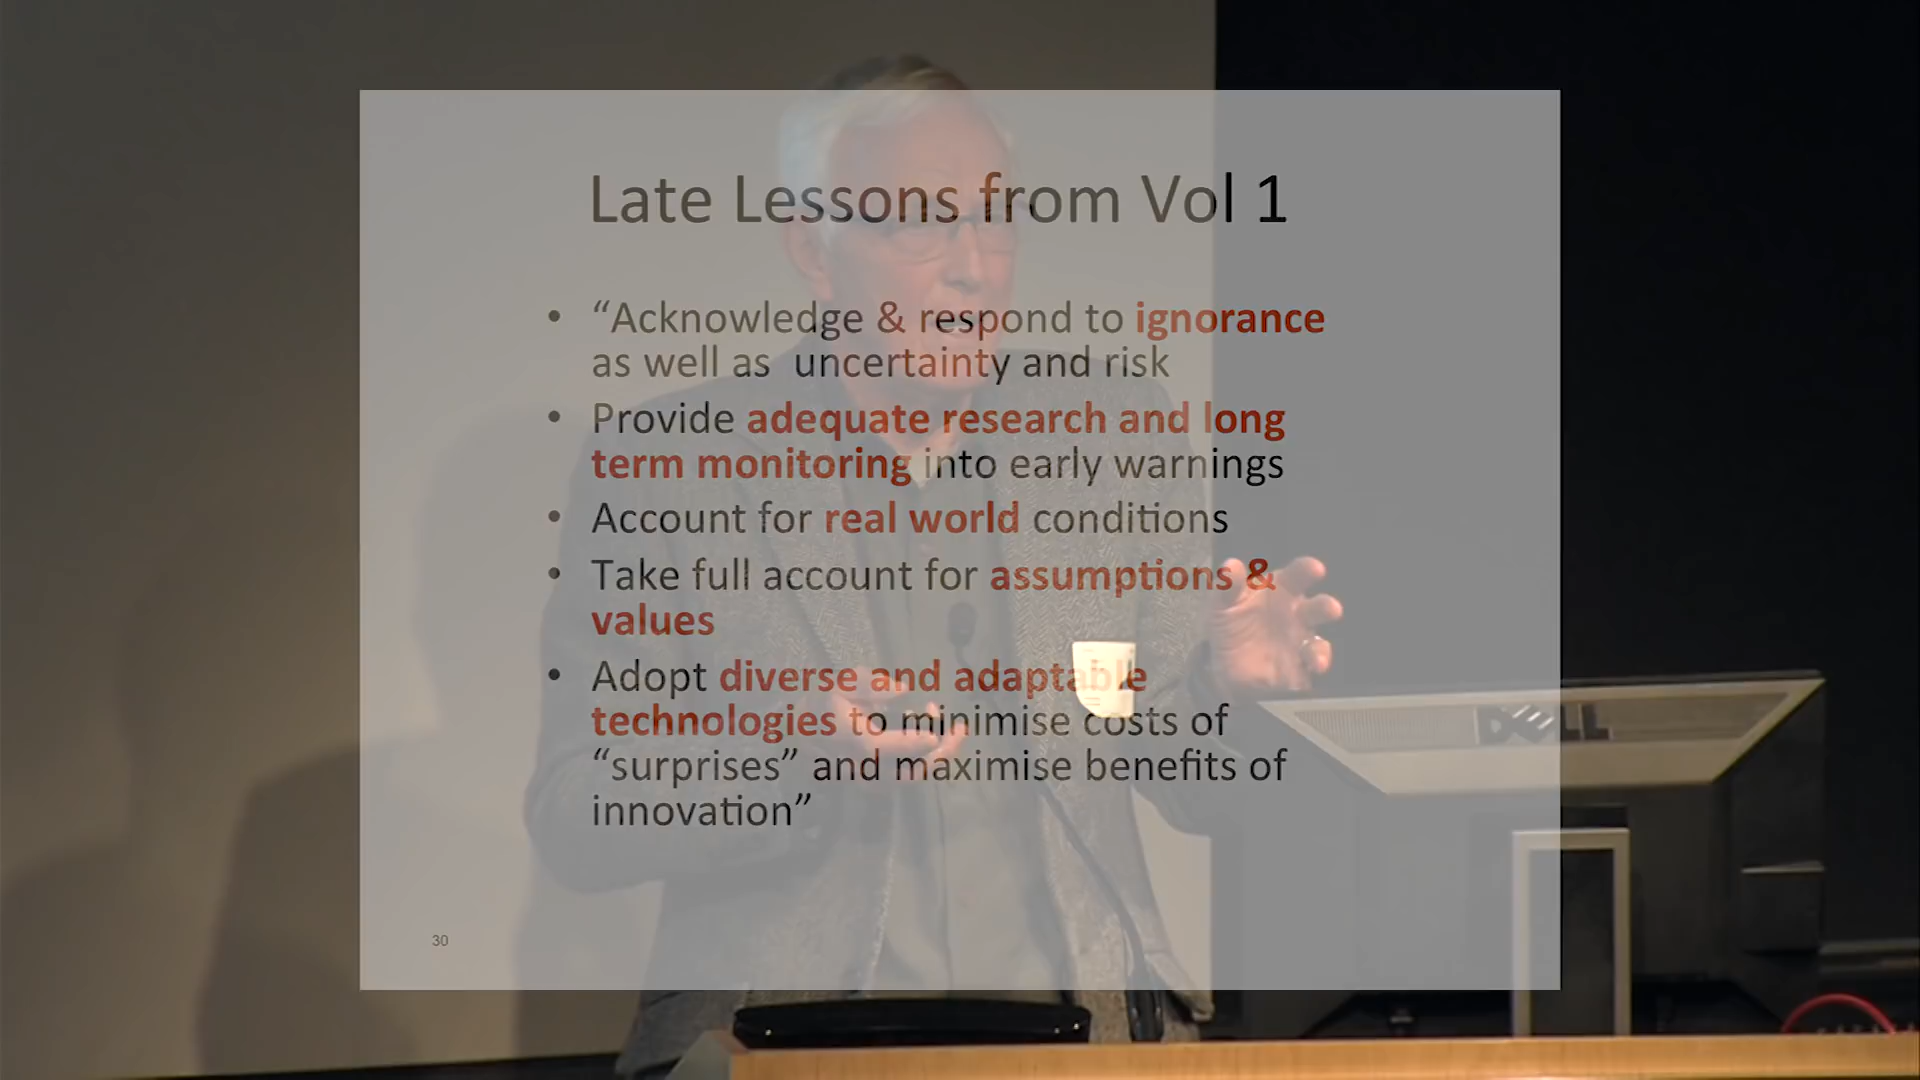 Late Lessons from Vol 1
• “Acknowledge & respond to ignorance
as well as uncertainty and risk
• Provide adequate research and long
term monitoring into early warnings
• Account for real world conditions
• Take full account for assumptions &
values
• Adopt diverse and adaptable
technologies to minimise costs of
“surprises” and maximise benefits of
innovation”
30
DELL